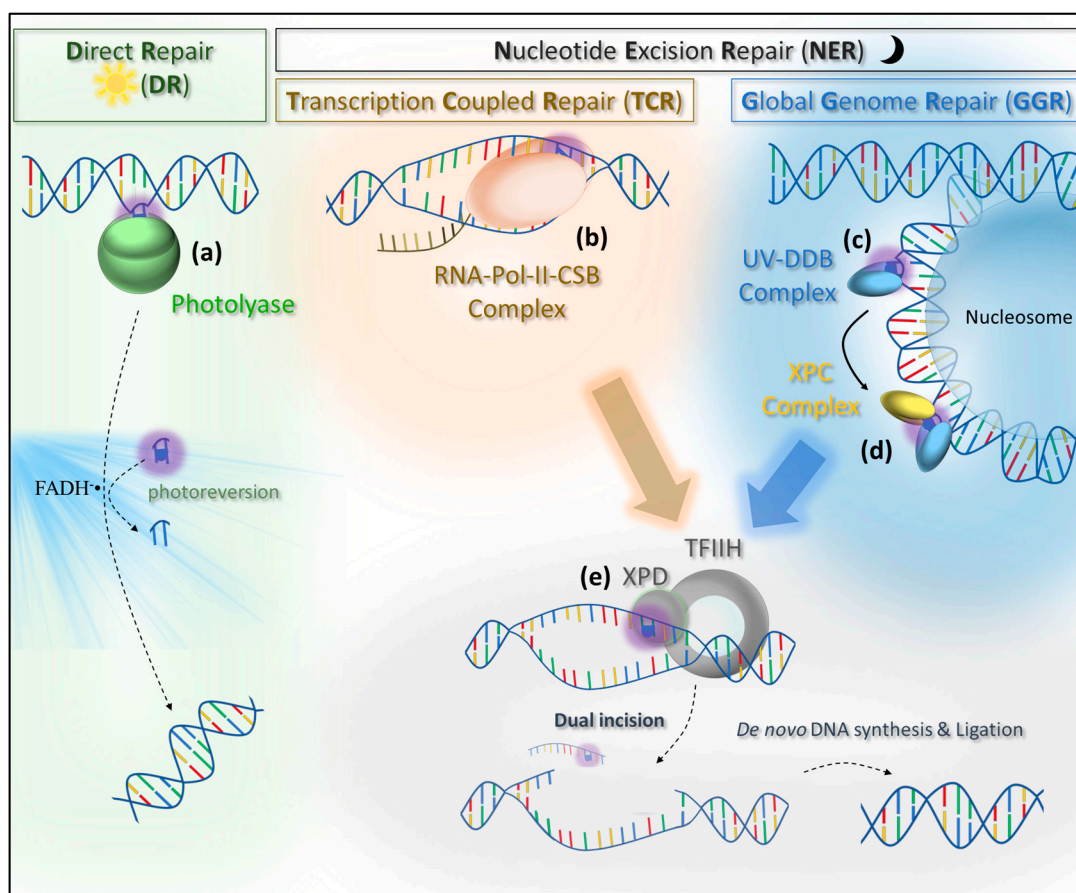 Direct Repair
(DR)
Nucleotide Excision Repair (NER)
Transcription Coupled Repair (TCR)
Global Genome Repair (GGR)
(a)
Photolyase
(b)
RNA-Pol-II-CSB
Complex
(c)
UV-DDB
Complex
Nucleosome
XPC
Complex
(d)
FADH-•
photoreversion
TFIIH
(e) XPD
Dual incision
De novo DNA synthesis & Ligation